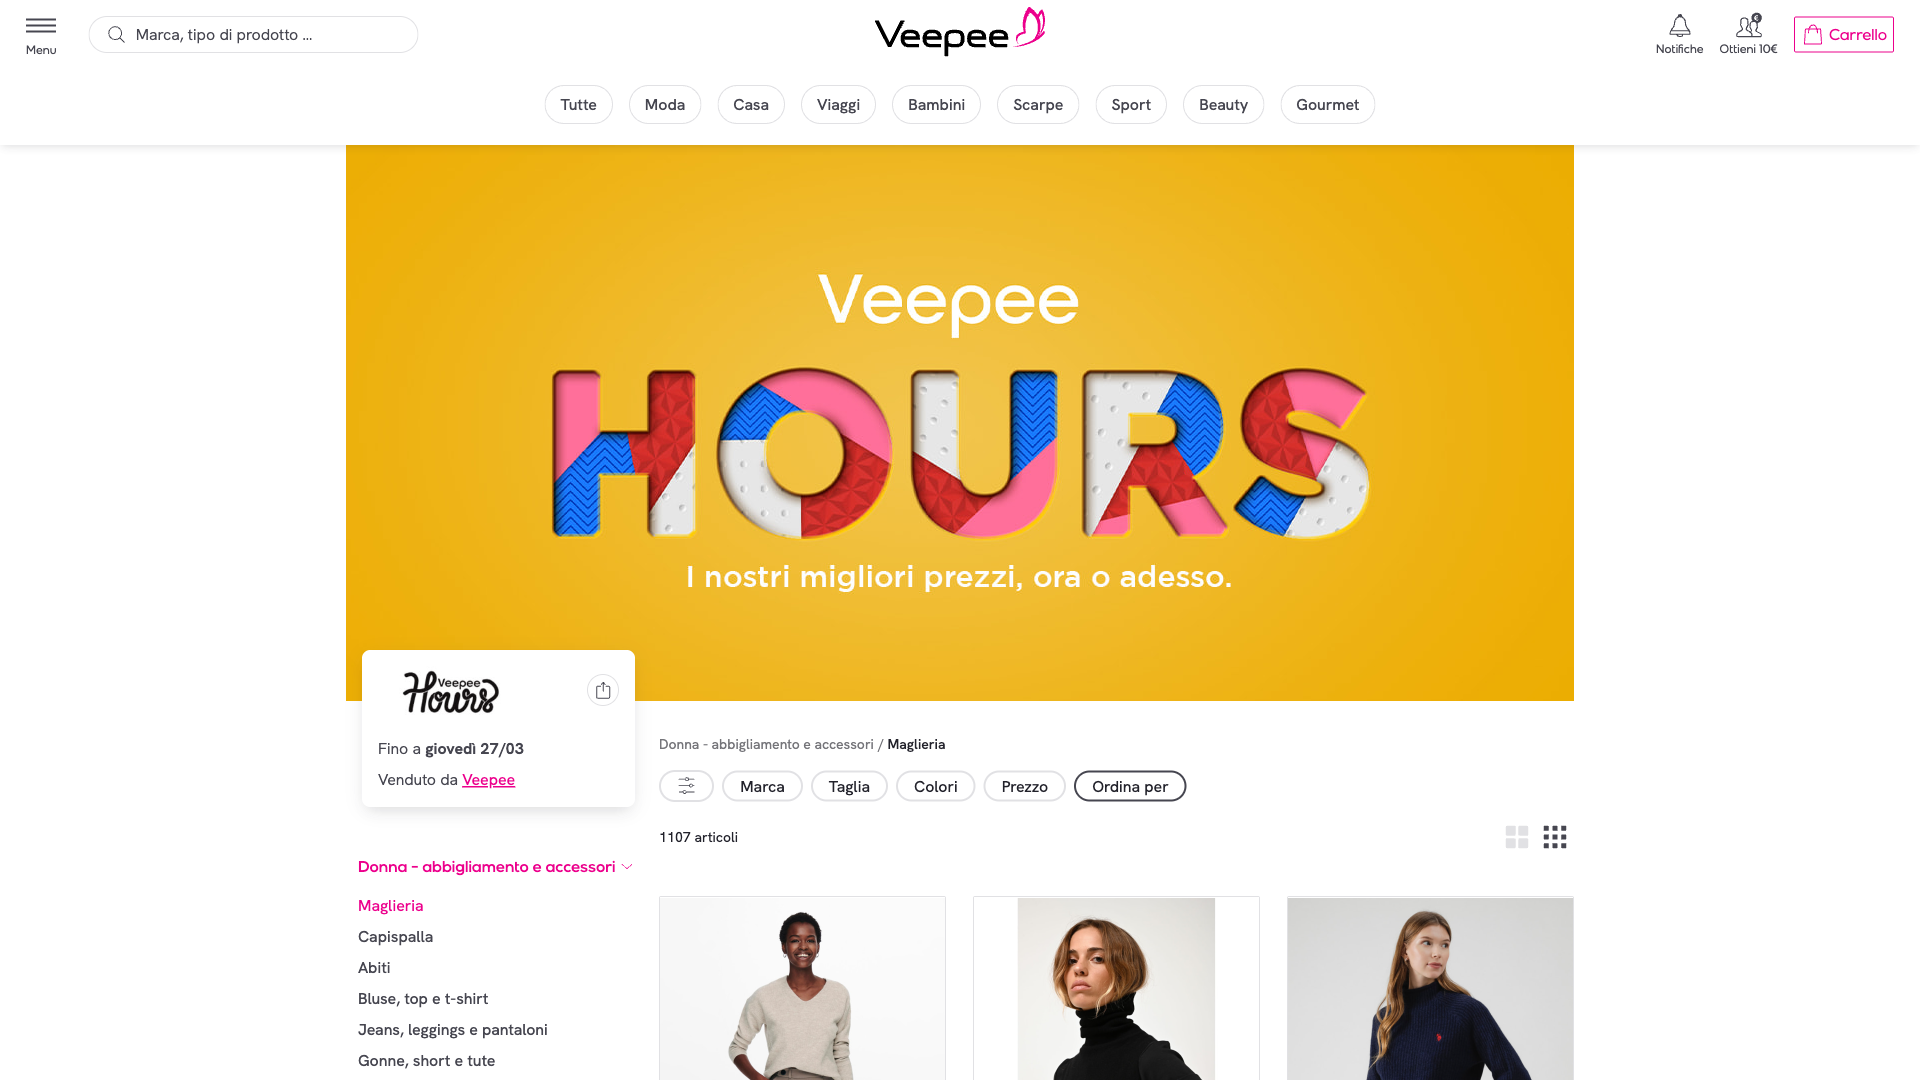 Menu
Marca, tipo di prodotto ...
Veepee
Notifiche
Ottieni 10€
Carrello
Tutte
Moda
Casa
Viaggi
Bambini
Scarpe
Sport
Beauty
Gourmet
Veepee
HOURS
I nostri migliori prezzi, ora o adesso.
Veepee
Hours
Fino a giovedì 27/03
Venduto da Veepee
Donna - abbigliamento e accessori / Maglieria
Marca
Taglia
Colori
Prezzo
Ordina per
1107 articoli
Donna - abbigliamento e accessori
Maglieria
Capispalla
Abiti
Bluse, top e t-shirt
Jeans, leggings e pantaloni
Gonne, short e tute